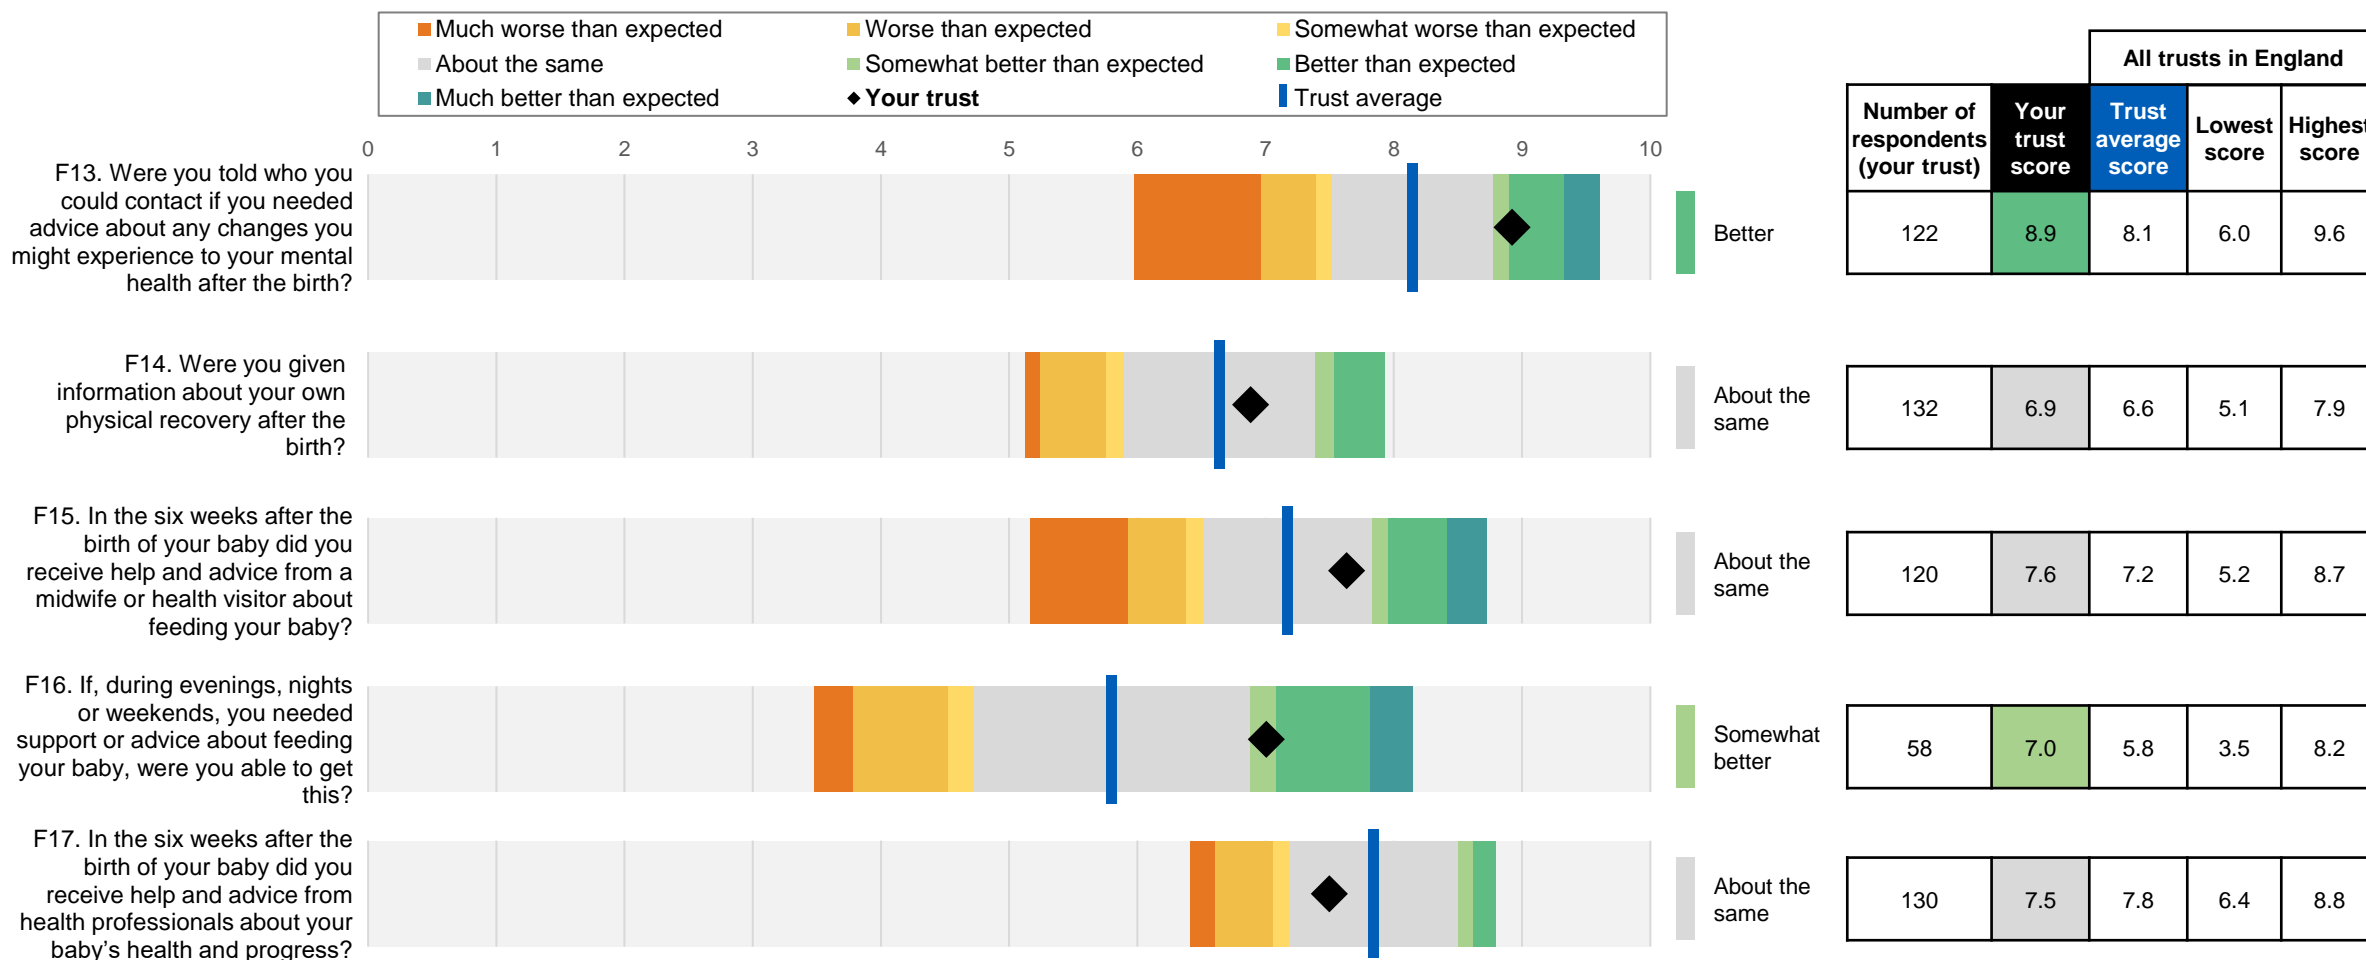 Much worse than expected
Worse than expected
Somewhat worse than expected
About the same
Somewhat better than expected
Better than expected
Much better than expected
Your trust
Trust average
All trusts in England
Number of
respondents
(your trust)
Your
trust
score
Trust
average
score
Lowest
score
Highest
score
0 1 2 3 4 5 6 7 8 9 10
F13. Were you told who you
could contact if you needed
advice about any changes you
might experience to your mental
health after the birth?
Better
122 8.9 8.1 6.0 9.6
F14. Were you given
information about your own
physical recovery after the
birth?
About the
same
132 6.9 6.6 5.1 7.9
F15. In the six weeks after the
birth of your baby did you
receive help and advice from a
midwife or health visitor about
feeding your baby?
About the
same
120 7.6 7.2 5.2 8.7
F16. If, during evenings, nights
or weekends, you needed
support or advice about feeding
your baby, were you able to get
this?
Somewhat
better
58 7.0 5.8 3.5 8.2
F17. In the six weeks after the
birth of your baby did you
receive help and advice from
health professionals about your
baby's health and progress?
About the
same
130 7.5 7.8 6.4 8.8